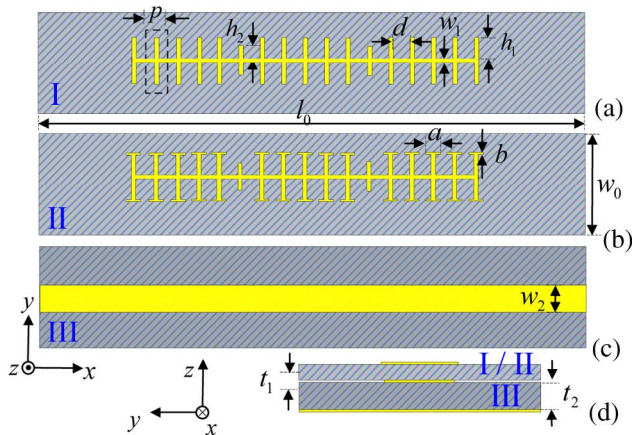 p h₂ d w₁ h₁
I (a)
l₀
a b
II w₀ (b)
y w₂
III (c)
z x
z I / II
t₁ III t₂
y x (d)